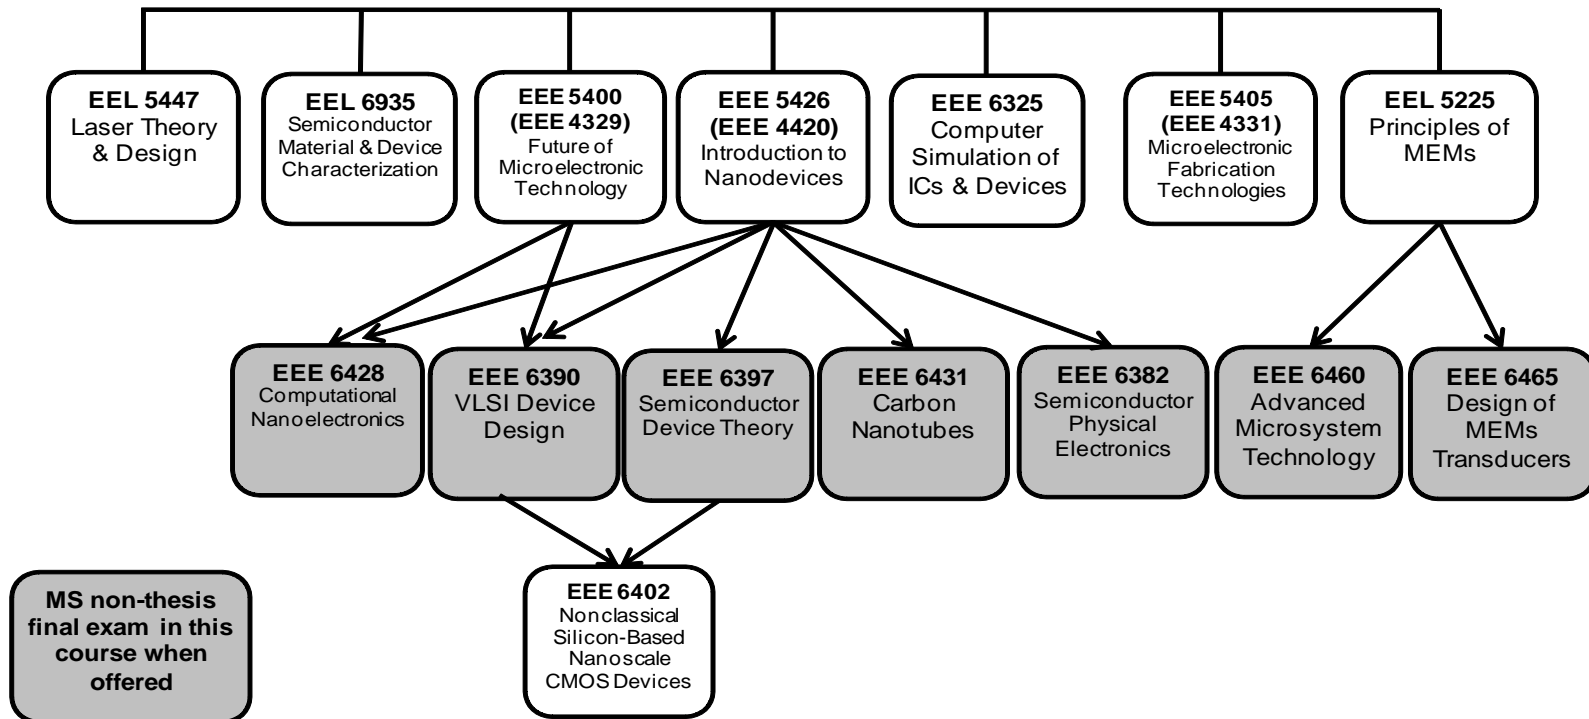 EEL 5447
Laser Theory
& Design
EEL 6935
Semiconductor
Material & Device
Characterization
EEE 5400
(EEE 4329)
Future of
Microelectronic
Technology
EEE 5426
(EEE 4420)
Introduction to
Nanodevices
EEE 6325
Computer
Simulation of
ICs & Devices
EEE 5405
(EEE 4331)
Microelectronic
Fabrication
Technologies
EEL 5225
Principles of
MEMs
EEE 6428
Computational
Nanoelectronics
EEE 6390
VLSI Device
Design
EEE 6397
Semiconductor
Device Theory
EEE 6431
Carbon
Nanotubes
EEE 6382
Semiconductor
Physical
Electronics
EEE 6460
Advanced
Microsystem
Technology
EEE 6465
Design of
MEMs
Transducers
MS non-thesis
final exam in this
course when
offered
EEE 6402
Nonclassical
Silicon-Based
Nanoscale
CMOS Devices